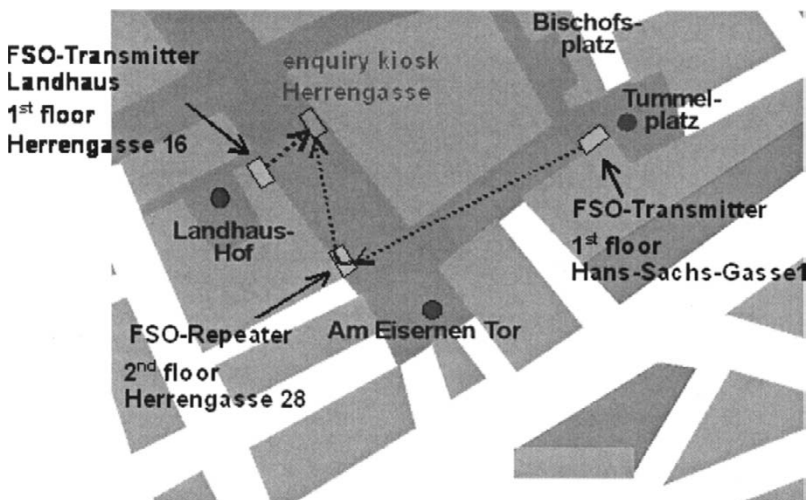 FSO-Transmitter
Landhaus
1st floor
Herrengasse 16
enquiry kiosk
Herrengasse
Bischofs-
platz
Tummel-
platz
Landhaus-
Hof
FSO-Transmitter
1st floor
Hans-Sachs-Gasse1
FSO-Repeater
2nd floor
Herrengasse 28
Am Eisernen Tor